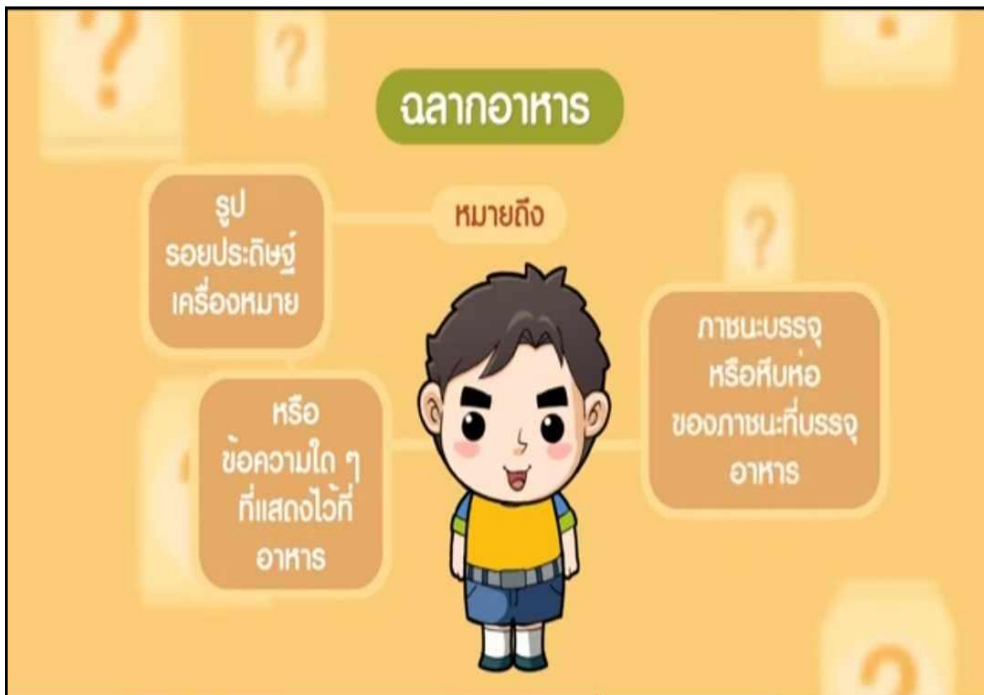 ฉลากอาหาร
หมายถึง
รูป
รอยประดิษฐ์
เครื่องหมาย
หรือ
ข้อความใด ๆ
ที่แสดงไว้ที่
อาหาร
ภาชนะบรรจุ
หรือหีบห่อ
ของภาชนะที่บรรจุ
อาหาร
?
?
?
?